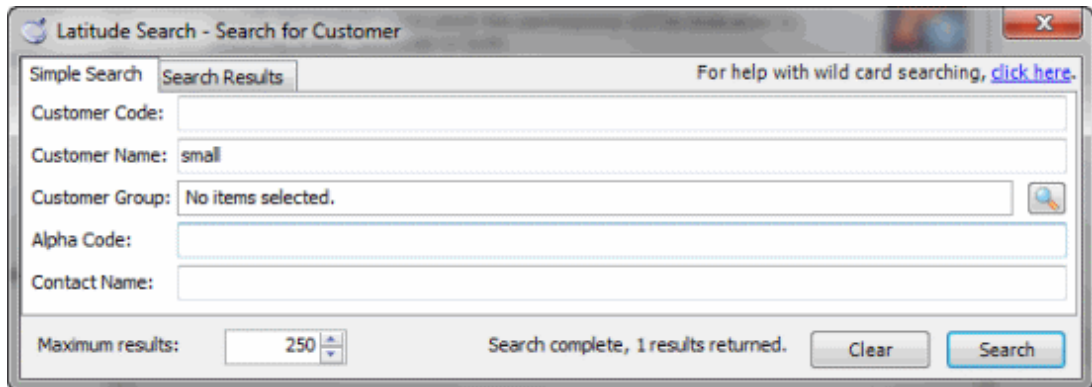 Latitude Search - Search for Customer
Simple Search Search Results For help with wild card searching, click here.
Customer Code:
Customer Name: small
Customer Group: No items selected.
Alpha Code:
Contact Name:
Maximum results: 250 Search complete, 1 results returned. Clear Search